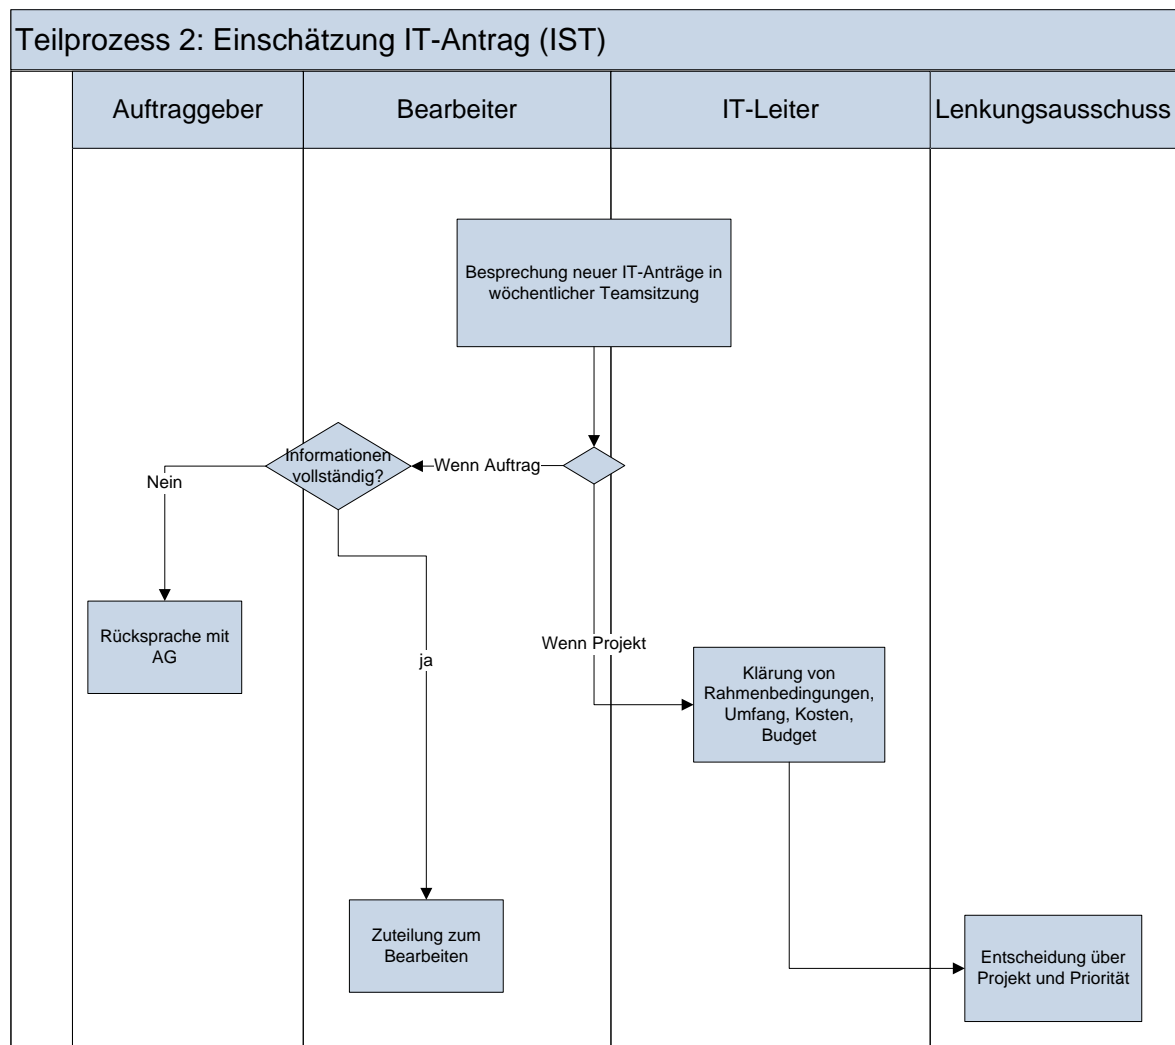 Teilprozess 2: Einschätzung IT-Antrag (IST)
Auftraggeber
Bearbeiter
IT-Leiter
Lenkungsausschuss
Besprechung neuer IT-Anträge in
wöchentlicher Teamsitzung
Informationen
vollständig?
Wenn Auftrag
Nein
Rücksprache mit
AG
ja
Wenn Projekt
Klärung von
Rahmenbedingungen,
Umfang, Kosten,
Budget
Zuteilung zum
Bearbeiten
Entscheidung über
Projekt und Priorität